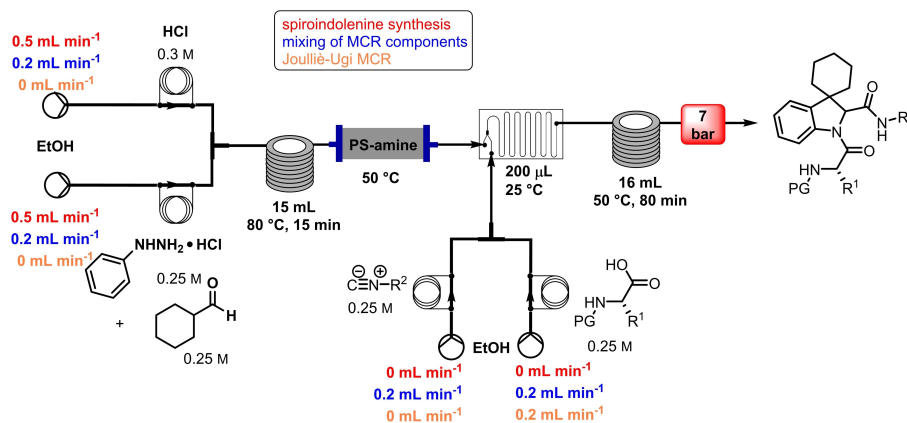 spiroindolenine synthesis
mixing of MCR components
Joulliè-Ugi MCR
0.5 mL min⁻¹
0.2 mL min⁻¹
0 mL min⁻¹
HCl
0.3 M
EtOH
0.5 mL min⁻¹
0.2 mL min⁻¹
0 mL min⁻¹
NHNH₂ • HCl
0.25 M
+
O
H
0.25 M
15 mL
80 °C, 15 min
PS-amine
50 °C
200 µL
25 °C
16 mL
50 °C, 80 min
7
bar
⊖ ⊕
C≡N–R²
0.25 M
HO
O
HN
PG
R¹
0.25 M
EtOH
0 mL min⁻¹
0.2 mL min⁻¹
0 mL min⁻¹
0 mL min⁻¹
0.2 mL min⁻¹
0.2 mL min⁻¹
O
N
H
N
O
HN
PG
R¹